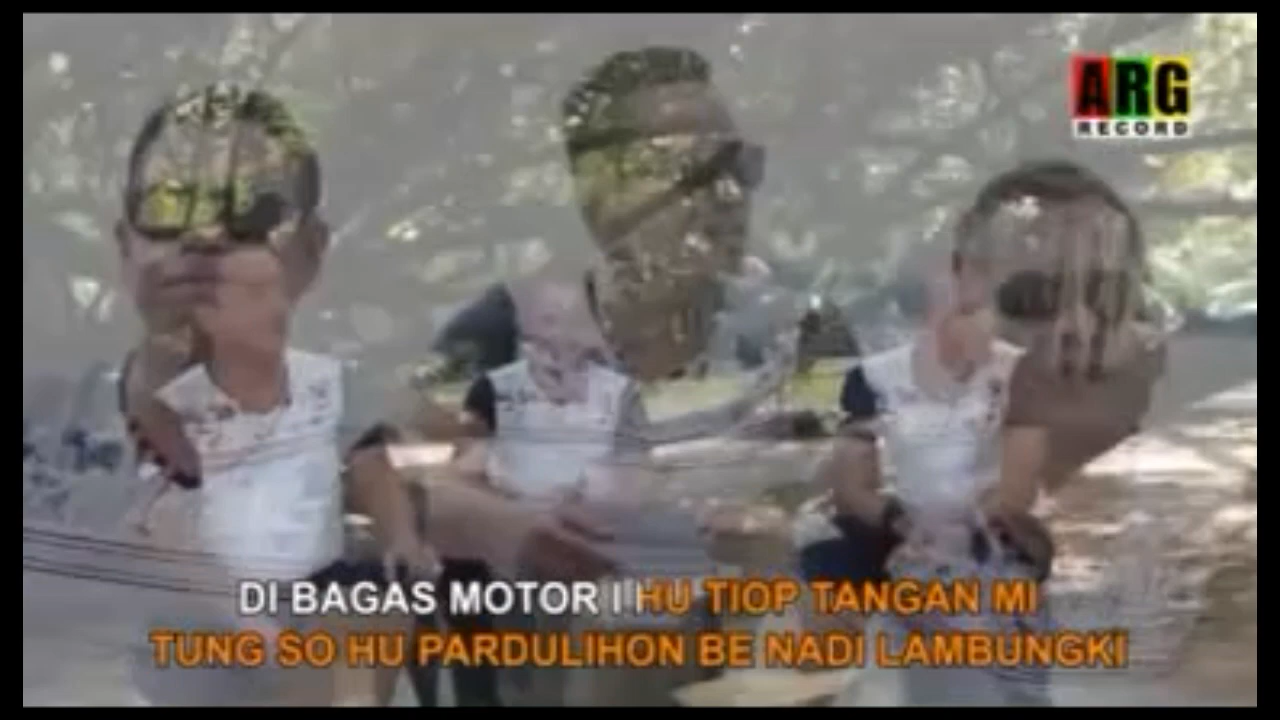 ARG
RECORD
DI BAGAS MOTOR I HU TIOP TANGAN MI
TUNG SO HU PARDULIHON BE NADI LAMBUNGKI